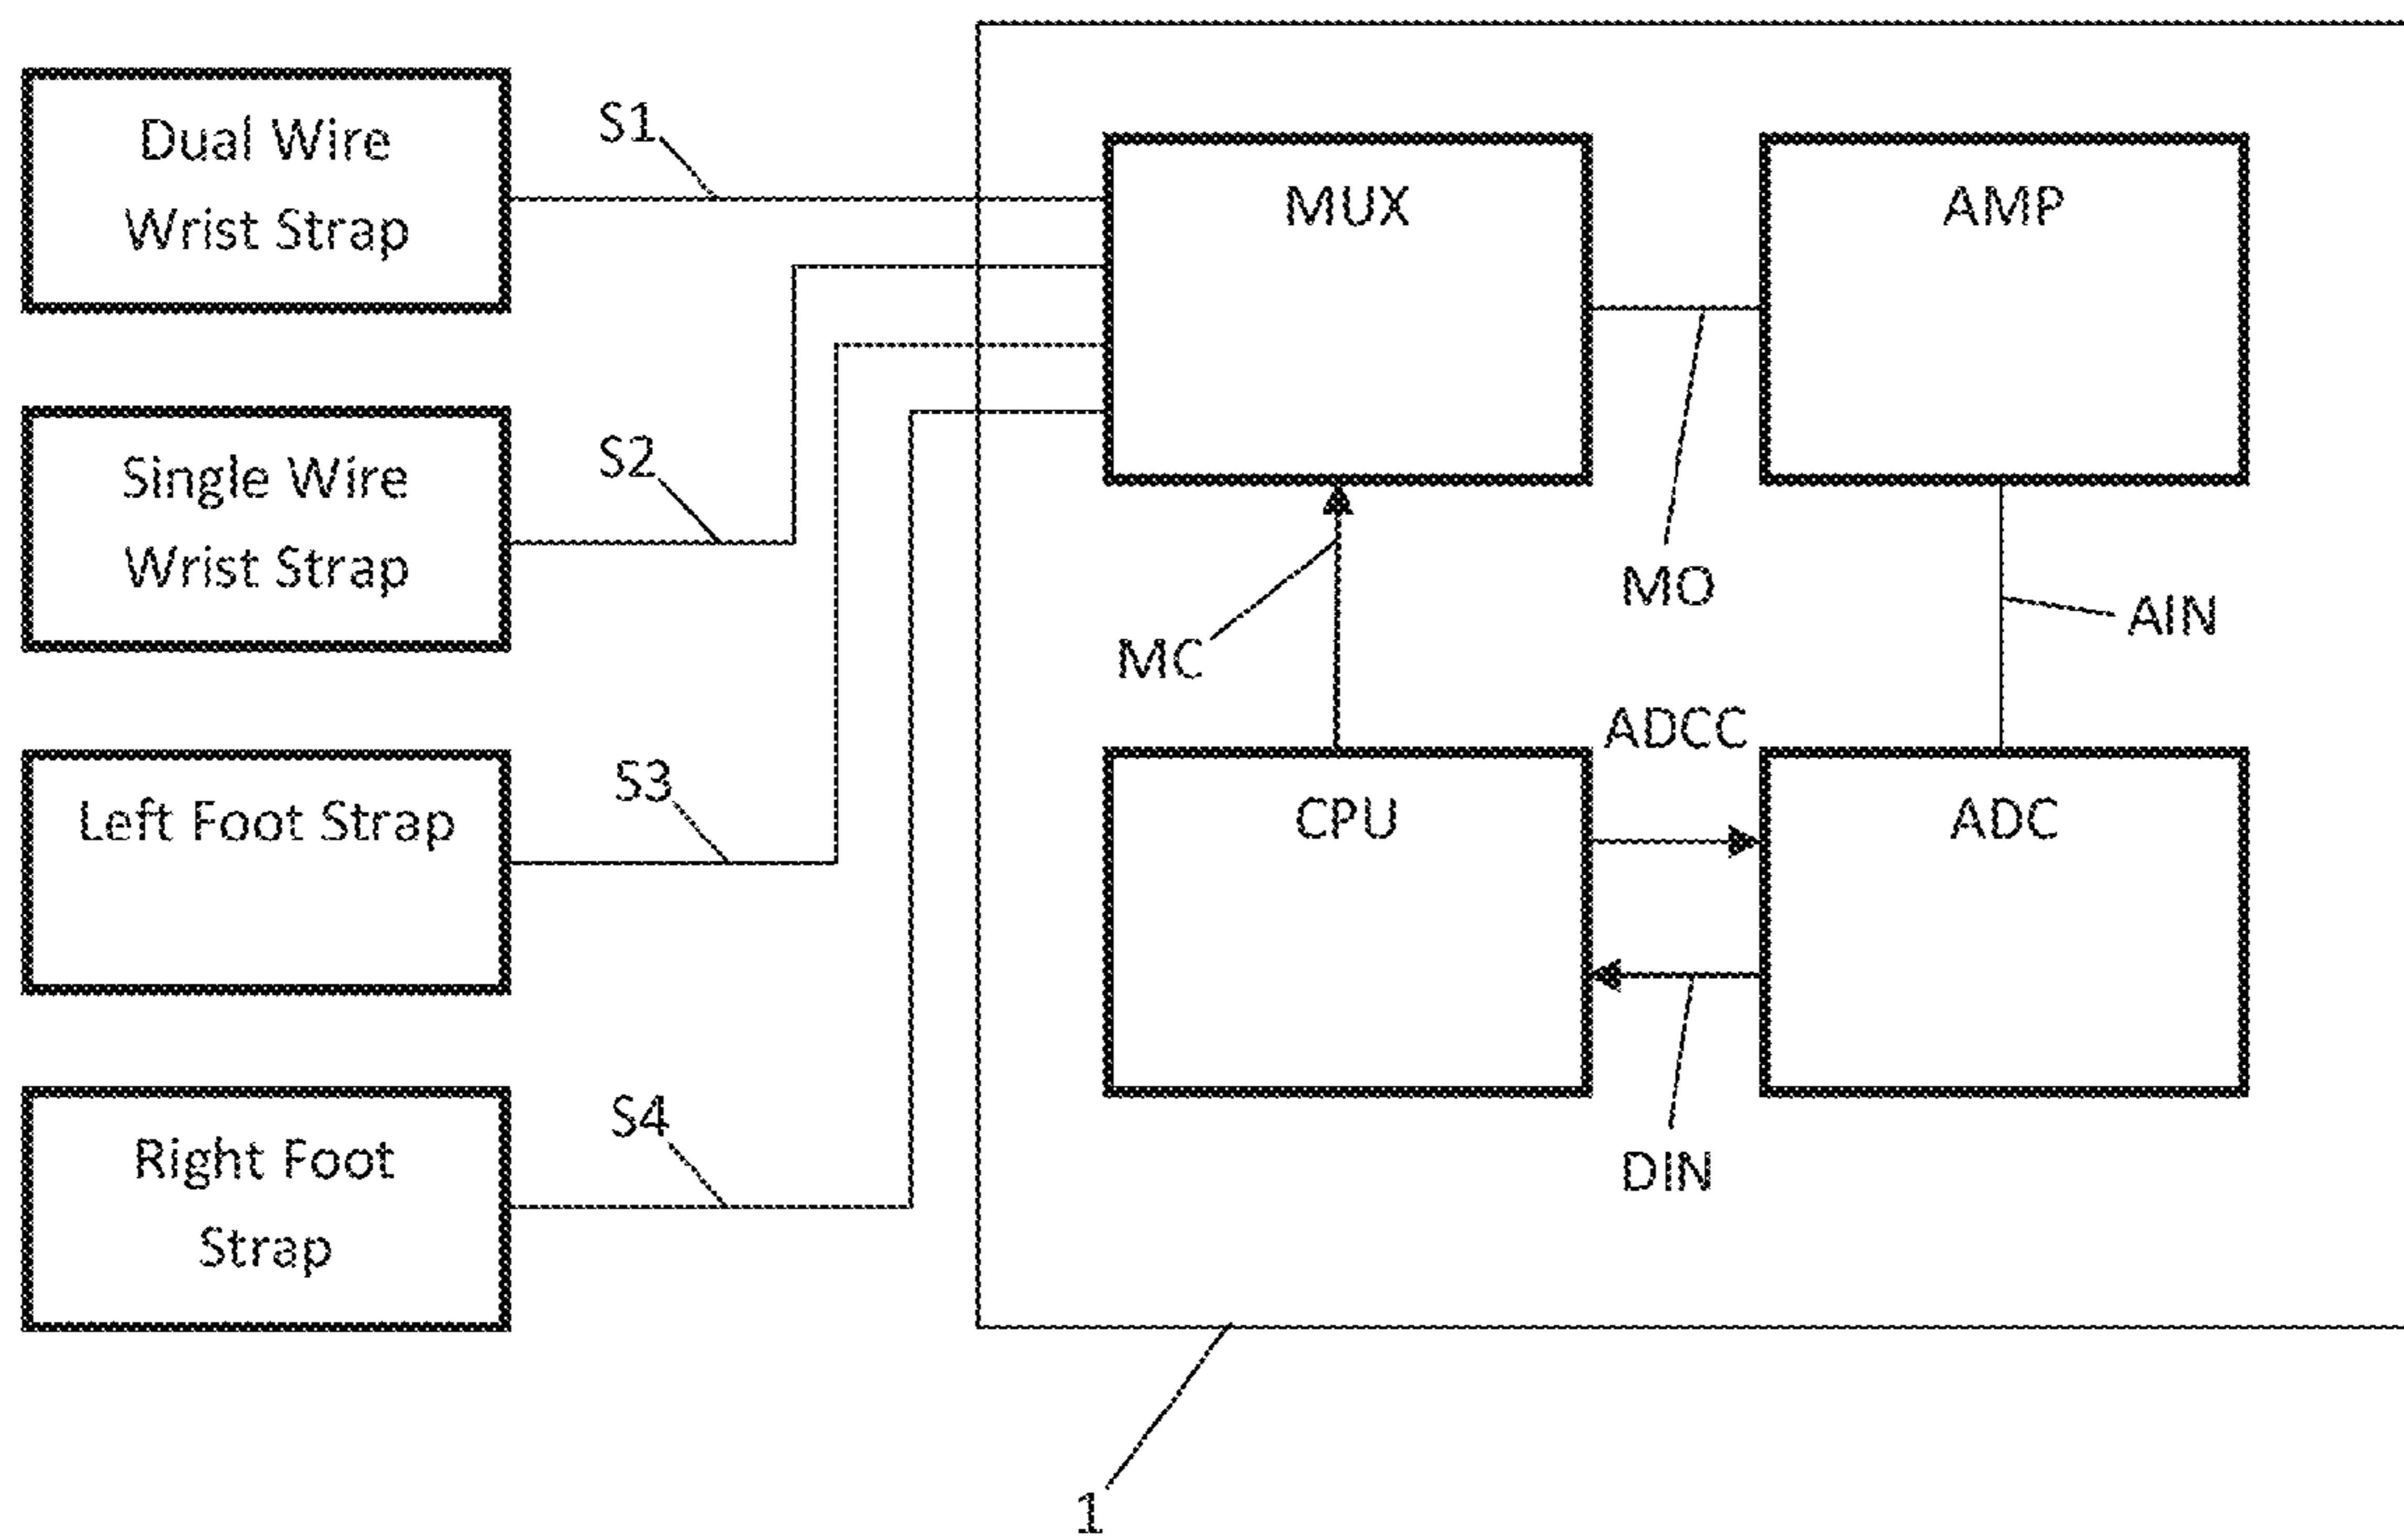 Dual Wire
Wrist Strap
S1
MUX
AMP
Single Wire
Wrist Strap
S2
MO
AIN
MC
ADCC
Left Foot Strap
S3
CPU
ADC
Right Foot
Strap
S4
DIN
1